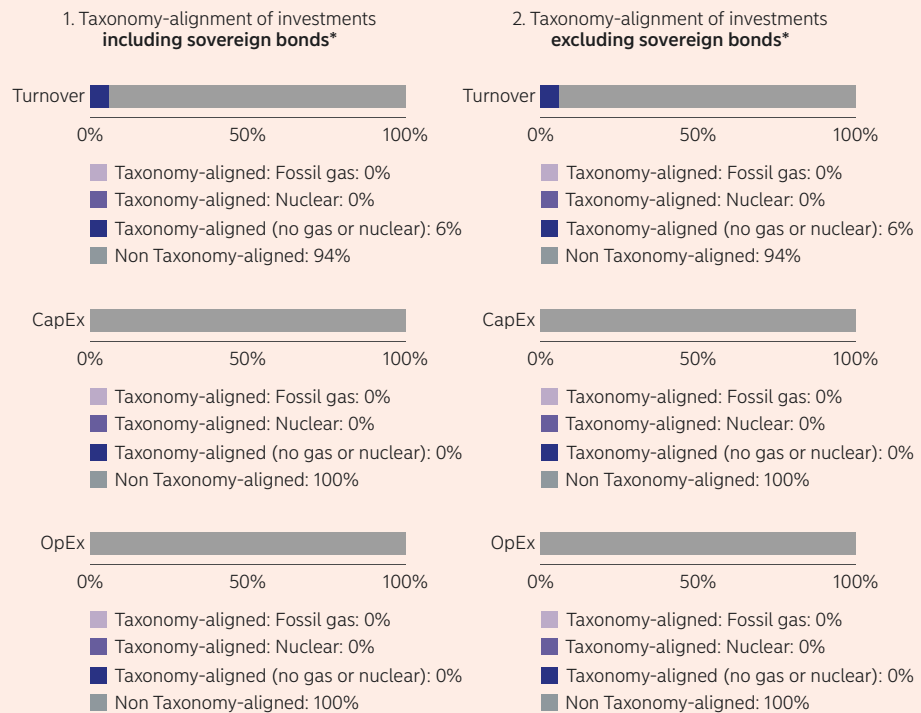 1. Taxonomy-alignment of investments
including sovereign bonds*
Turnover
0% 50% 100%
Taxonomy-aligned: Fossil gas: 0%
Taxonomy-aligned: Nuclear: 0%
Taxonomy-aligned (no gas or nuclear): 6%
Non Taxonomy-aligned: 94%
CapEx
0% 50% 100%
Taxonomy-aligned: Fossil gas: 0%
Taxonomy-aligned: Nuclear: 0%
Taxonomy-aligned (no gas or nuclear): 0%
Non Taxonomy-aligned: 100%
OpEx
0% 50% 100%
Taxonomy-aligned: Fossil gas: 0%
Taxonomy-aligned: Nuclear: 0%
Taxonomy-aligned (no gas or nuclear): 0%
Non Taxonomy-aligned: 100%
2. Taxonomy-alignment of investments
excluding sovereign bonds*
Turnover
0% 50% 100%
Taxonomy-aligned: Fossil gas: 0%
Taxonomy-aligned: Nuclear: 0%
Taxonomy-aligned (no gas or nuclear): 6%
Non Taxonomy-aligned: 94%
CapEx
0% 50% 100%
Taxonomy-aligned: Fossil gas: 0%
Taxonomy-aligned: Nuclear: 0%
Taxonomy-aligned (no gas or nuclear): 0%
Non Taxonomy-aligned: 100%
OpEx
0% 50% 100%
Taxonomy-aligned: Fossil gas: 0%
Taxonomy-aligned: Nuclear: 0%
Taxonomy-aligned (no gas or nuclear): 0%
Non Taxonomy-aligned: 100%